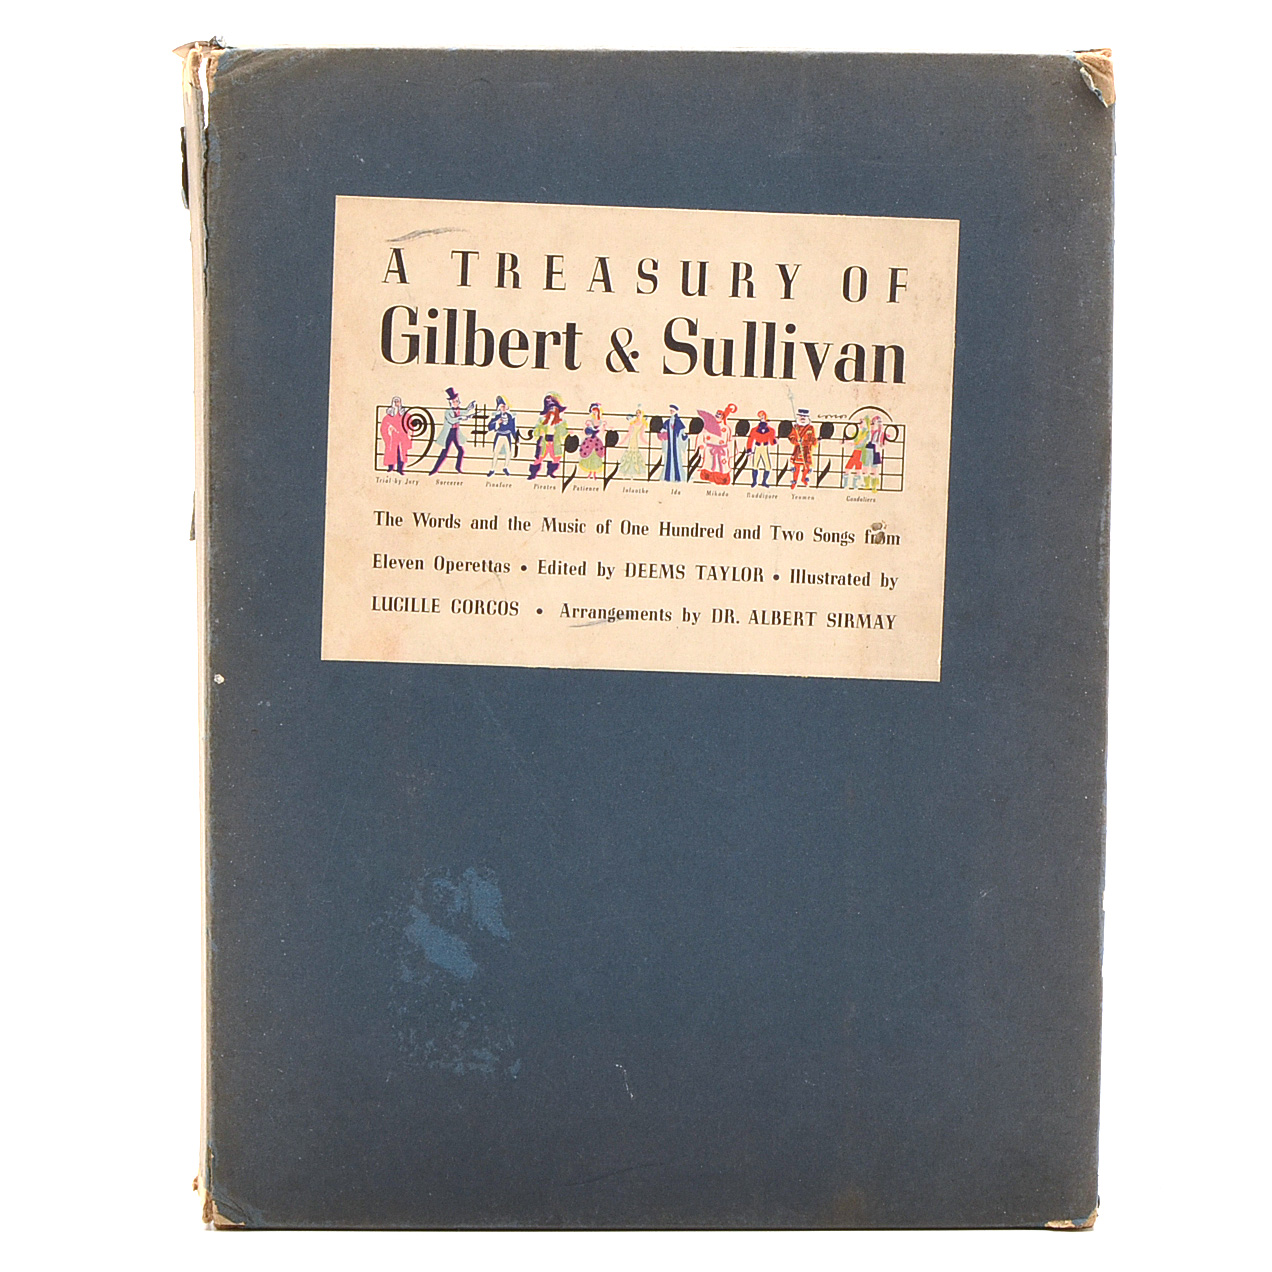 A TREASURY OF
Gilbert & Sullivan
Trial by Jury Sorcerer Pinafore Pirates Patience Iolanthe Ida Mikado Ruddigore Yeomen Gondoliers
The Words and the Music of One Hundred and Two Songs from
Eleven Operettas • Edited by DEEMS TAYLOR • Illustrated by
LUCILLE CORCOS • Arrangements by DR. ALBERT SIRMAY